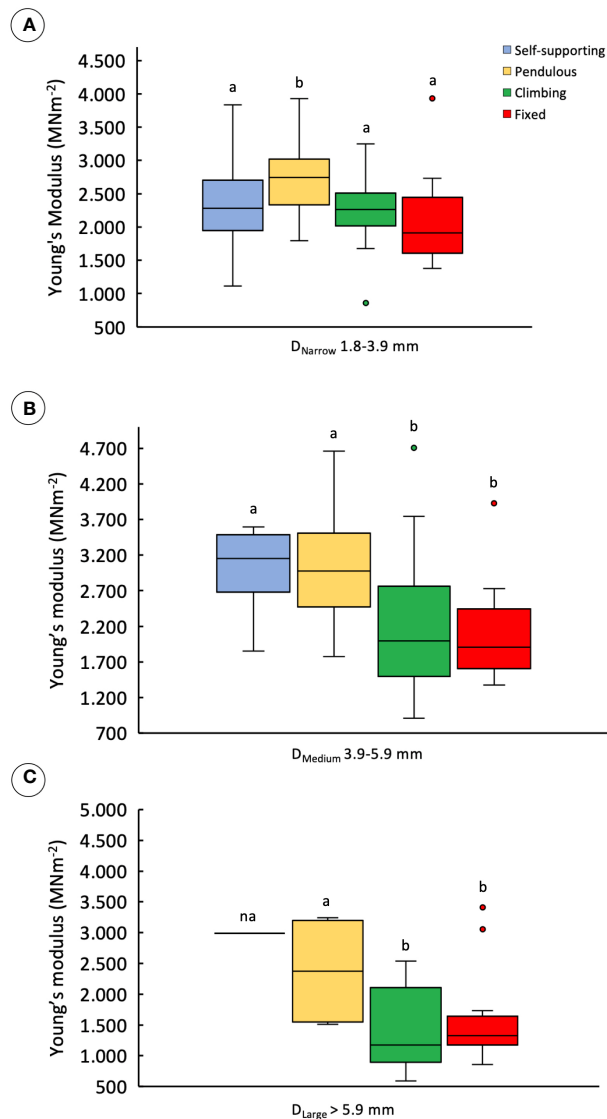 A
Young's Modulus (MNm-2)
4.500
4.000
3.500
3.000
2.500
2.000
1.500
1.000
500
a
b
a
a
Self-supporting
Pendulous
Climbing
Fixed
DNarrow 1.8-3.9 mm
B
Young's modulus (MNm-2)
4.700
4.200
3.700
3.200
2.700
2.200
1.700
1.200
700
a
a
b
b
DMedium 3.9-5.9 mm
C
Young's modulus (MNm-2)
5.000
4.500
4.000
3.500
3.000
2.500
2.000
1.500
1.000
500
na
a
b
b
DLarge > 5.9 mm